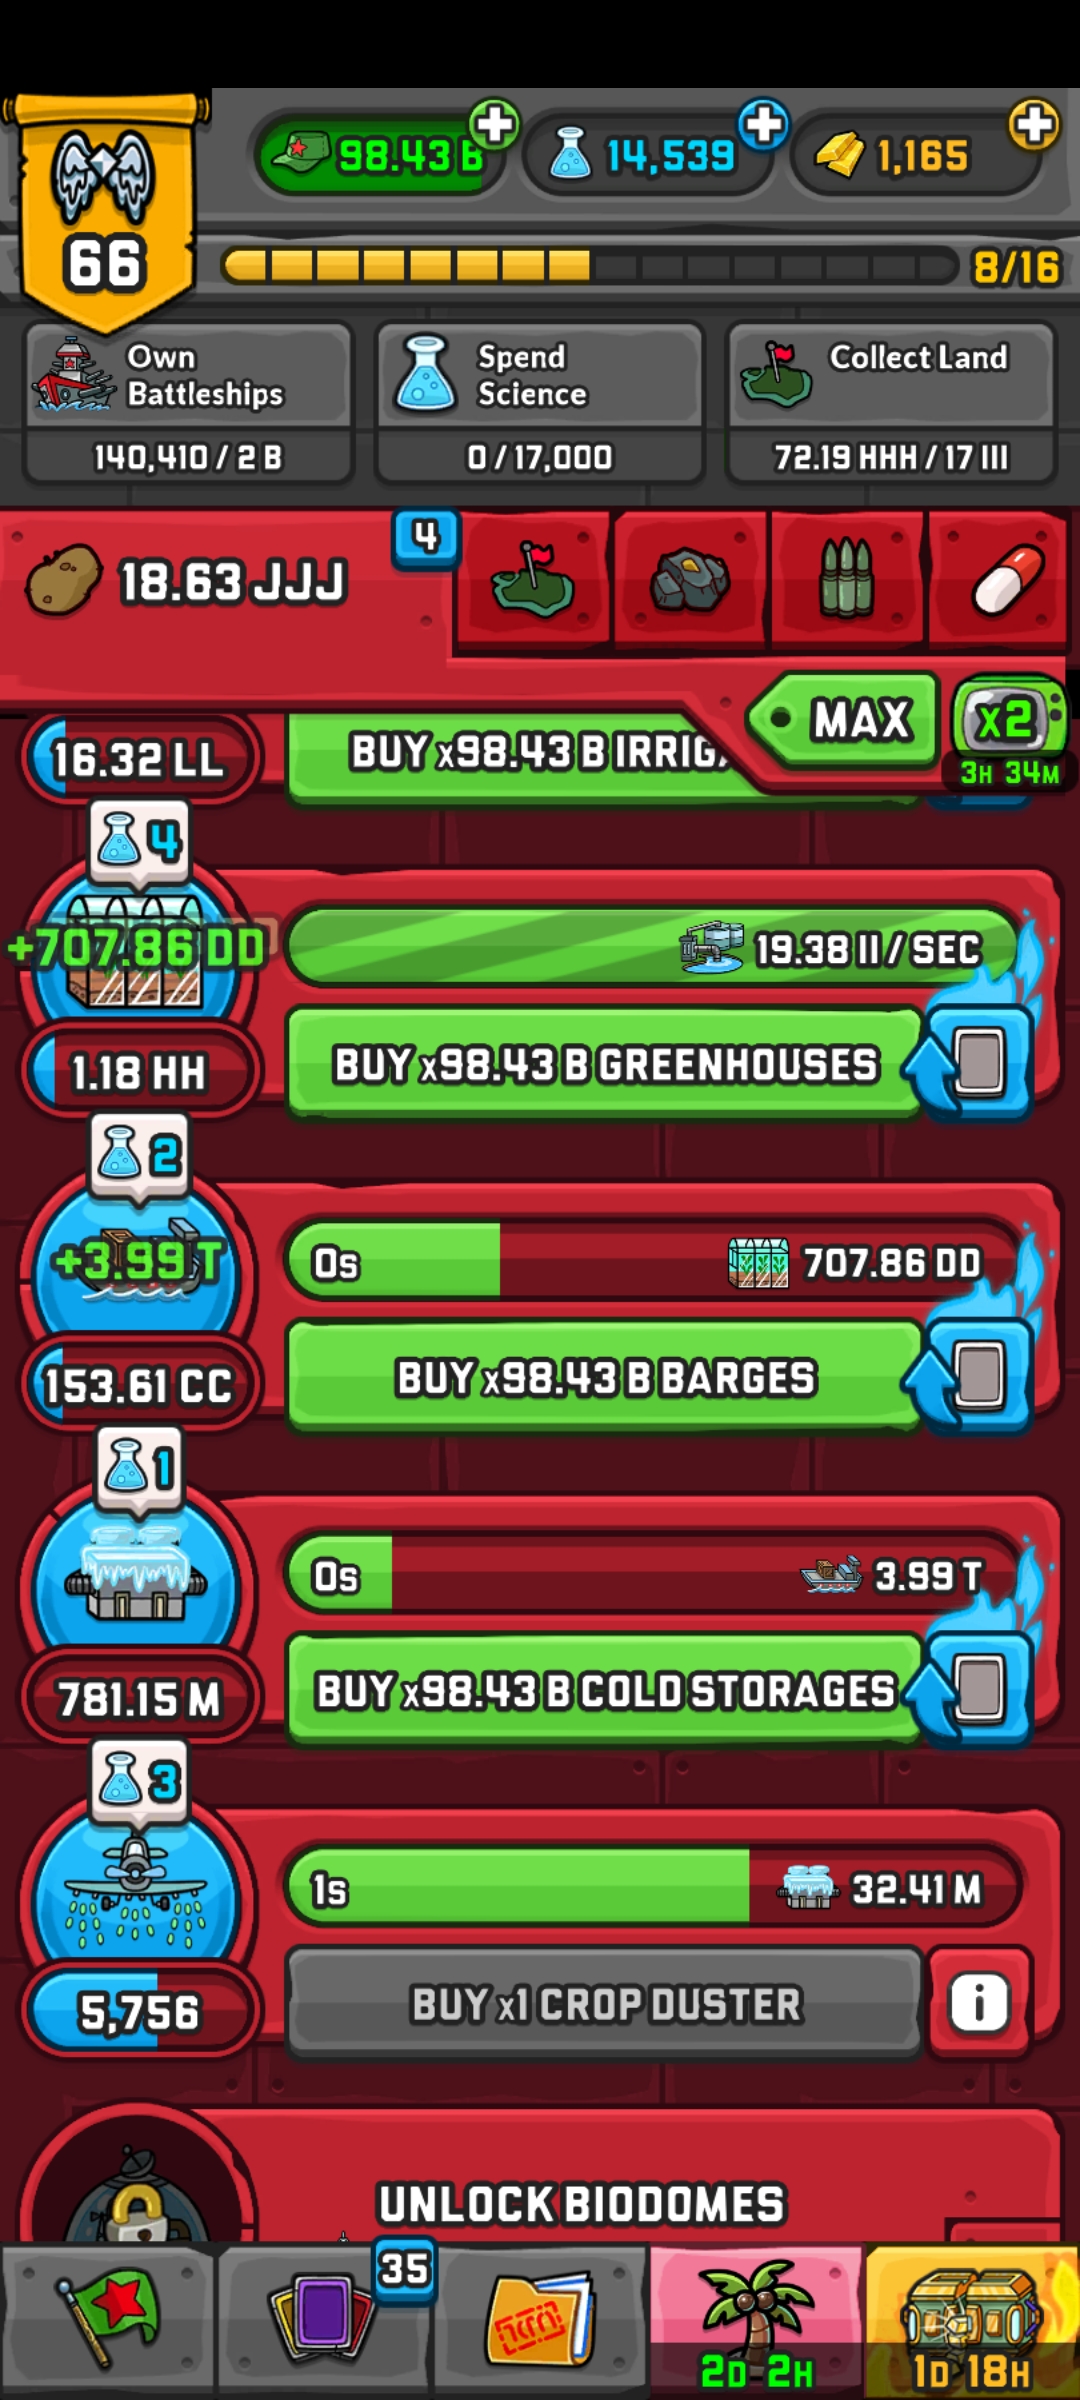 98.43 B
14,539
1,165
66
8/16
Own
Battleships
140,410 / 2 B
Spend
Science
0 / 17,000
Collect Land
72.19 HHH / 17 III
18.63 JJJ
4
MAX
x2
3H 34M
16.32 LL
BUY x98.43 B IRRIG
4
+707.86 DD
19.38 II / SEC
1.18 HH
BUY x98.43 B GREENHOUSES
2
+3.99 T
0s
707.86 DD
153.61 CC
BUY x98.43 B BARGES
1
0s
3.99 T
781.15 M
BUY x98.43 B COLD STORAGES
3
1s
32.41 M
5,756
BUY x1 CROP DUSTER
i
UNLOCK BIODOMES
35
2D 2H
1D 18H